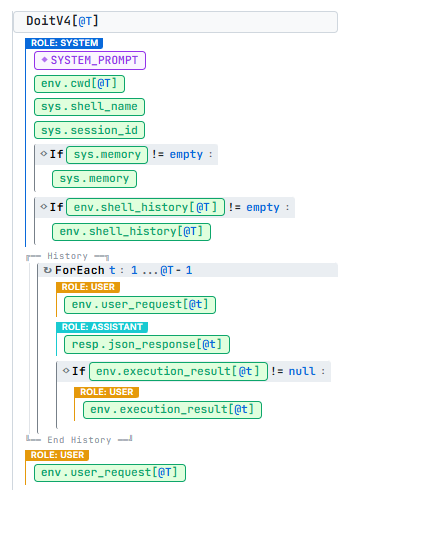 DoitV4[@T]
ROLE: SYSTEM
SYSTEM_PROMPT
env.cwd[@T]
sys.shell_name
sys.session_id
If sys.memory != empty :
sys.memory
If env.shell_history[@T] != empty :
env.shell_history[@T]
╔══ History ══╗
↻ ForEach t : 1 ...@T - 1
ROLE: USER
env.user_request[@t]
ROLE: ASSISTANT
resp.json_response[@t]
If env.execution_result[@t] != null :
ROLE: USER
env.execution_result[@t]
╚══ End History ══╝
ROLE: USER
env.user_request[@T]